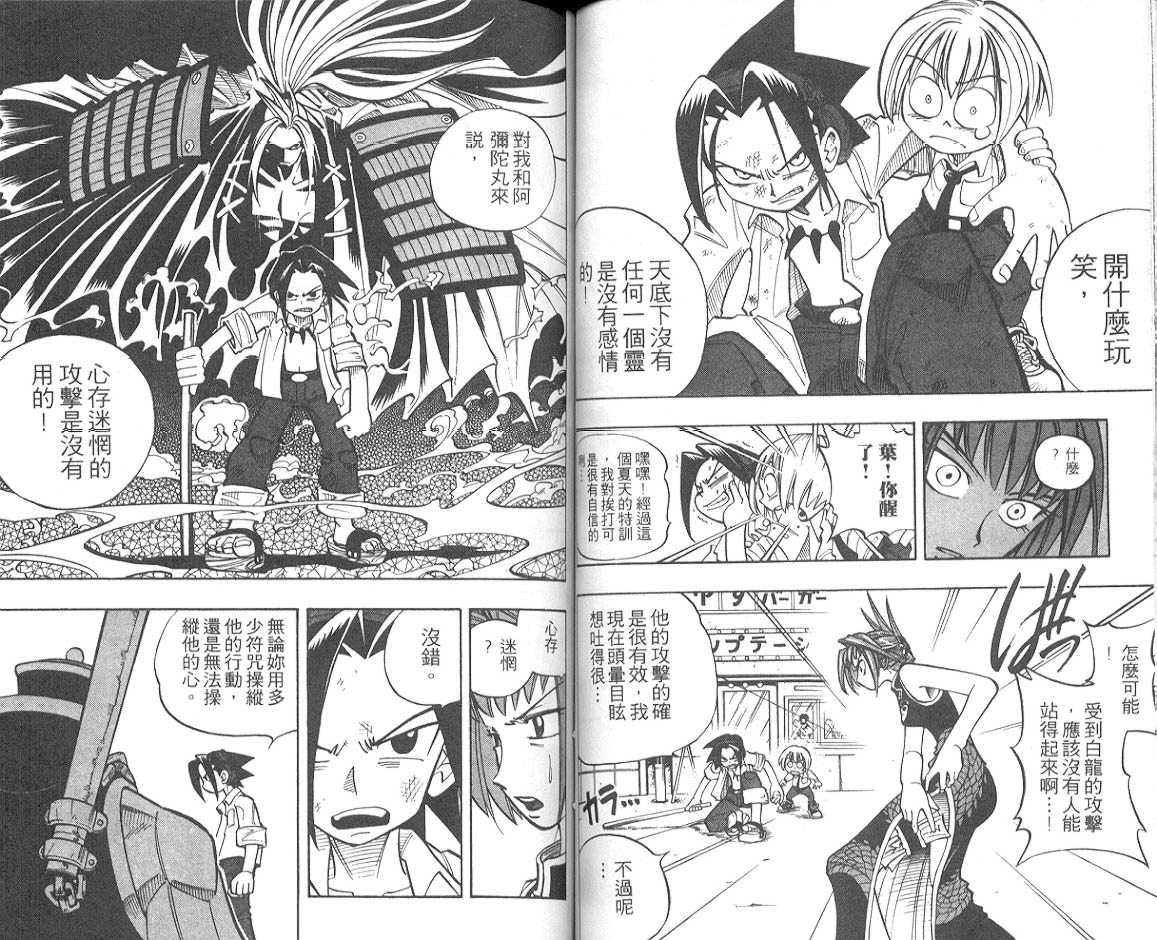 開什麼玩
笑，
天底下沒有
任何一個靈
是沒有感情
的！
什麼
？
葉！你醒
了！
嘿嘿！經過這
個夏天的特訓
，我對挨打可
是很有自信的
怎麼可能
！
受到白龍的攻擊
，應該沒有人能
站得起來啊…！
他的攻擊的確
是很有效，我
現在頭暈目眩
想吐得很…
ガラ…
不過呢
…
對我和阿
彌陀丸來
說，
心存迷惘的
攻擊是沒有
用的！
心存
迷惘
？
沒錯。
無論妳用多
少符咒操縱
他的行動，
還是無法操
縱他的心。